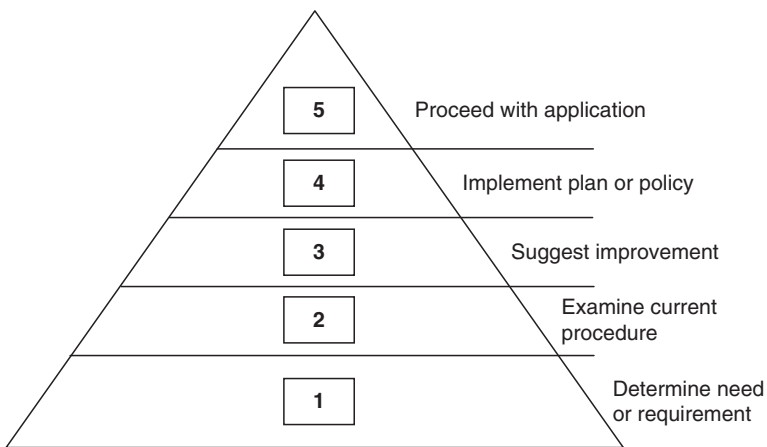 5
Proceed with application
4
Implement plan or policy
3
Suggest improvement
2
Examine current
procedure
1
Determine need
or requirement